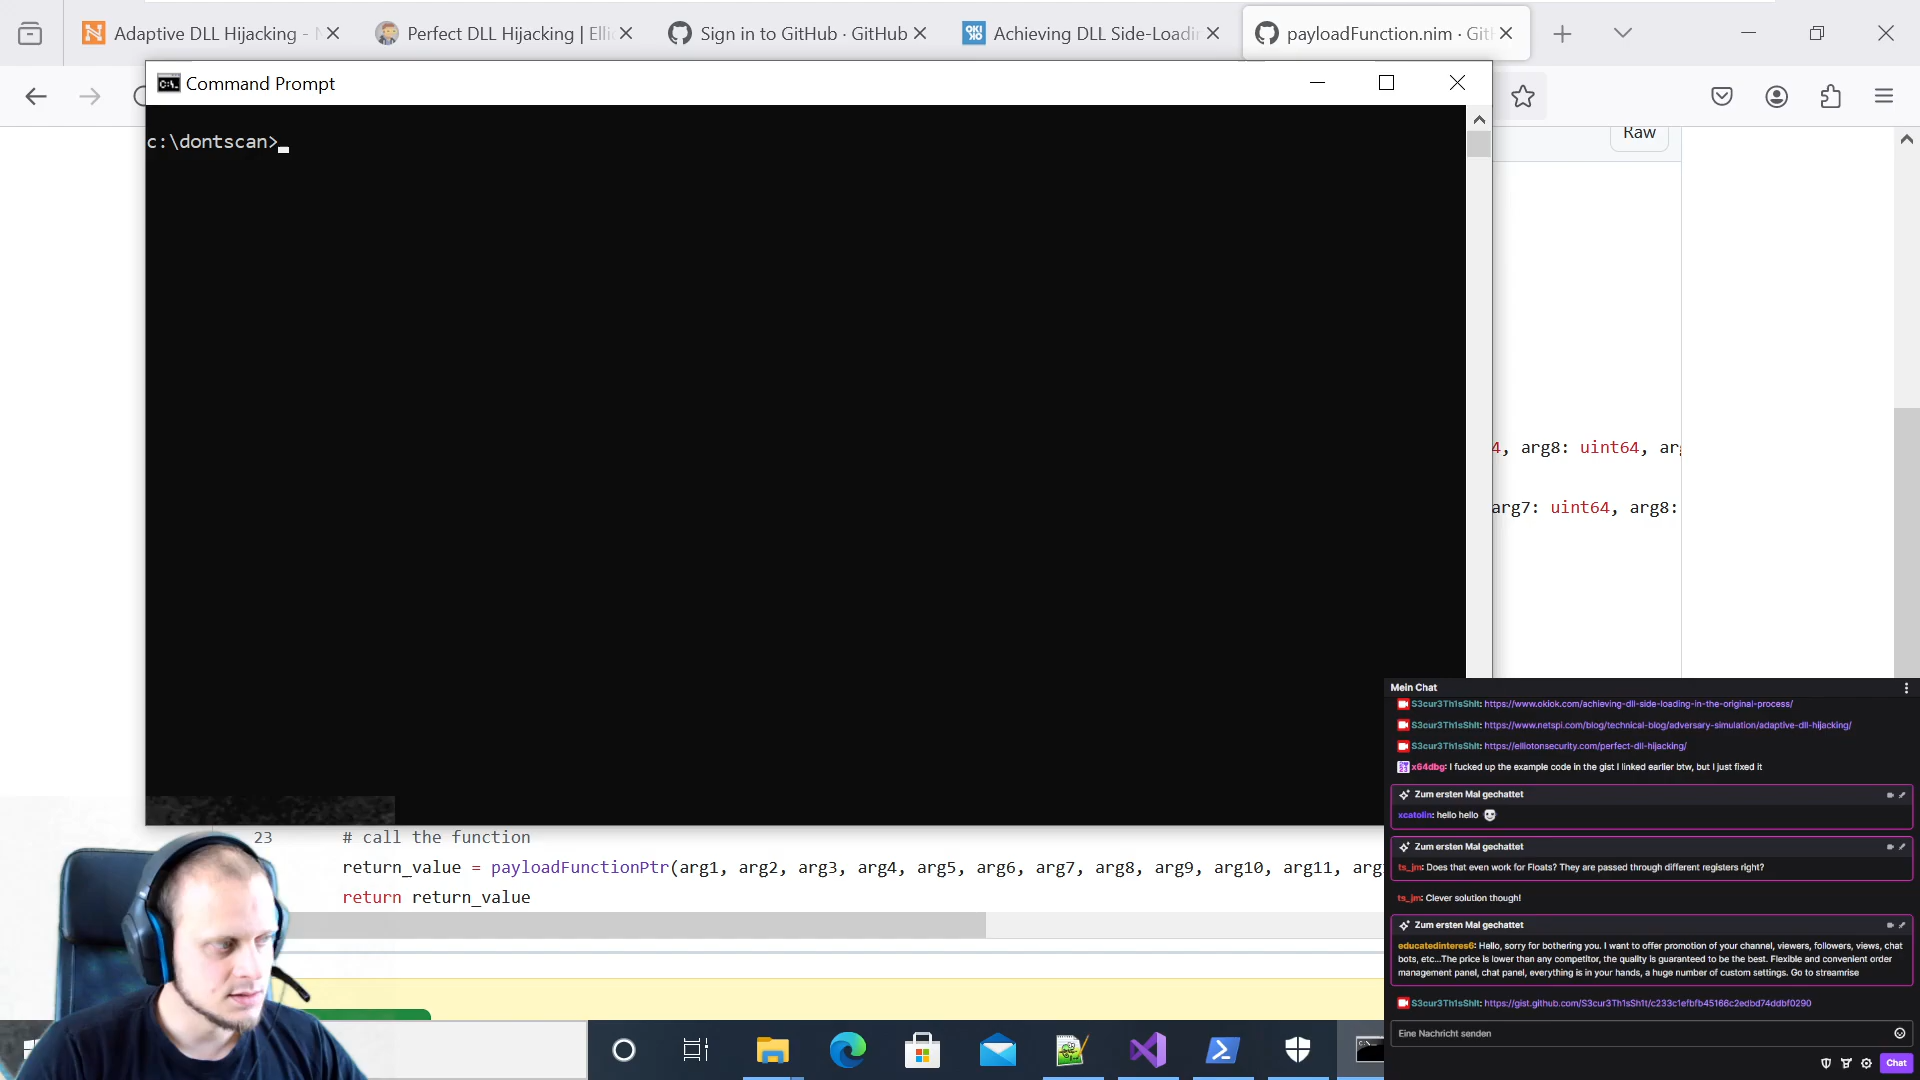 Adaptive DLL Hijacking - N
Perfect DLL Hijacking | Elli
Sign in to GitHub · GitHub
Achieving DLL Side-Loadin
payloadFunction.nim · Git
Command Prompt
c:\dontscan>
Raw
4, arg8: uint64, arg
arg7: uint64, arg8:
23
# call the function
return_value = payloadFunctionPtr(arg1, arg2, arg3, arg4, arg5, arg6, arg7, arg8, arg9, arg10, arg11, arg
return return_value
Mein Chat
S3cur3Th1sSh1t: https://www.okiok.com/achieving-dll-side-loading-in-the-original-process/
S3cur3Th1sSh1t: https://www.netspi.com/blog/technical-blog/adversary-simulation/adaptive-dll-hijacking/
S3cur3Th1sSh1t: https://elliotonsecurity.com/perfect-dll-hijacking/
x64dbg: I fucked up the example code in the gist I linked earlier btw, but I just fixed it
Zum ersten Mal gechattet
xcatolin: hello hello
Zum ersten Mal gechattet
ts_jm: Does that even work for Floats? They are passed through different registers right?
ts_jm: Clever solution though!
Zum ersten Mal gechattet
educatedinteres6: Hello, sorry for bothering you. I want to offer promotion of your channel, viewers, followers, views, chat
bots, etc...The price is lower than any competitor, the quality is guaranteed to be the best. Flexible and convenient order
management panel, chat panel, everything is in your hands, a huge number of custom settings. Go to streamrise
S3cur3Th1sSh1t: https://gist.github.com/S3cur3Th1sSh1t/c233c1efbfb45166c2edbd74ddbf0290
Eine Nachricht senden
Chat